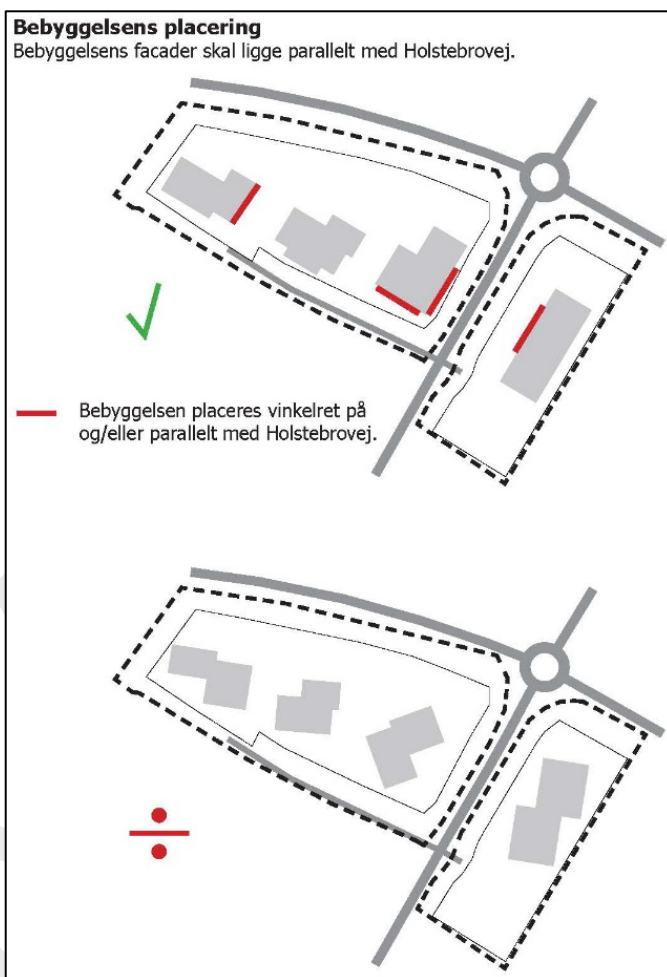 Bebyggelsens placering
Bebyggelsens facader skal ligge parallelt med Holstebrovej.
Bebyggelsen placeres vinkelret på
og/eller parallelt med Holstebrovej.